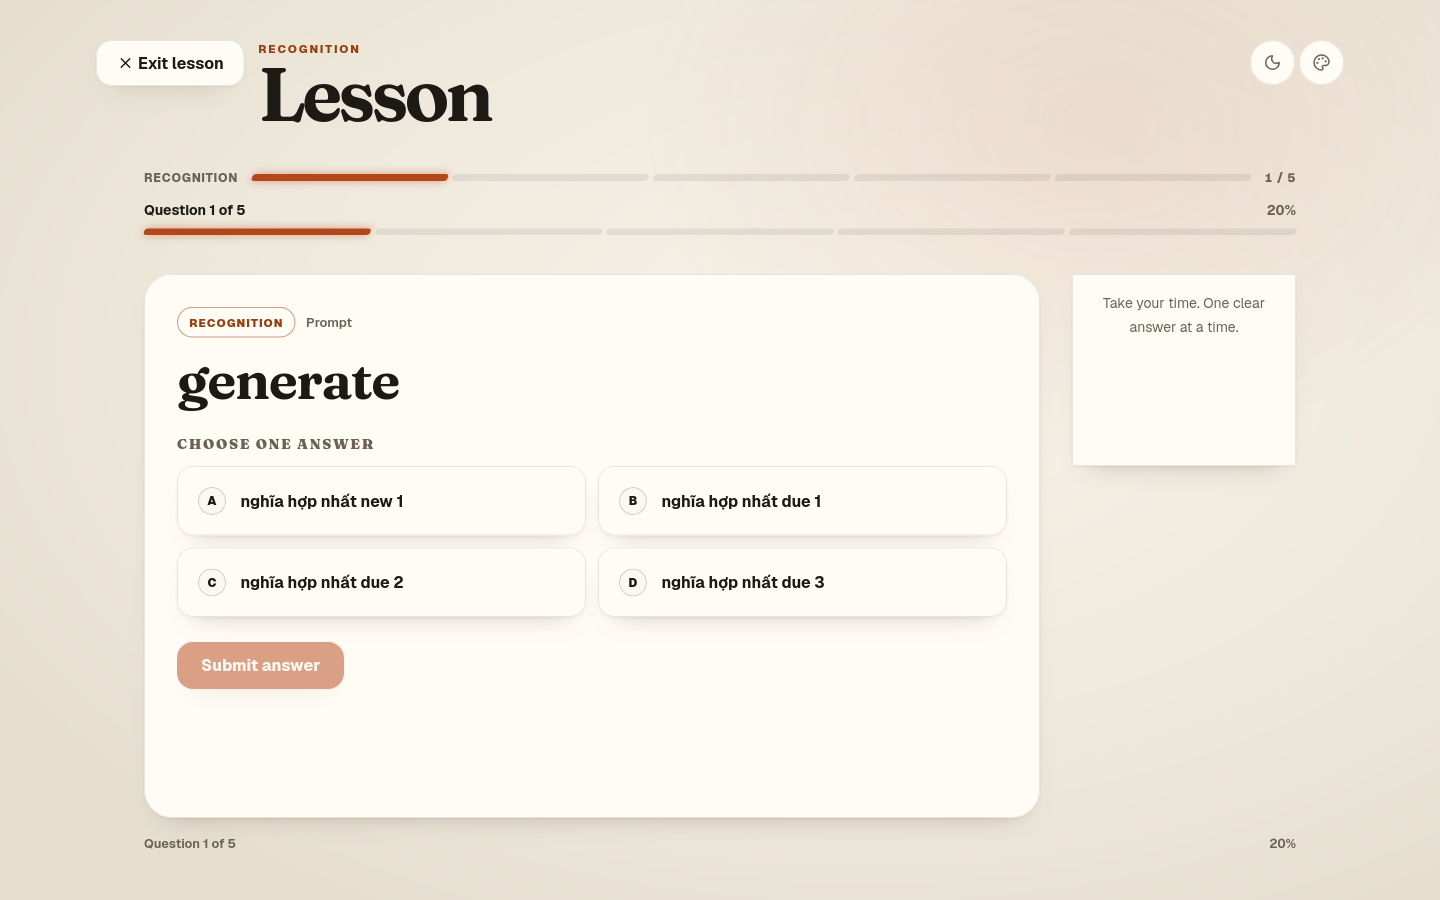 Exit lesson
RECOGNITION
Lesson
RECOGNITION
1 / 5
Question 1 of 5
20%
RECOGNITION
Prompt
generate
CHOOSE ONE ANSWER
A
nghĩa hợp nhất new 1
B
nghĩa hợp nhất due 1
C
nghĩa hợp nhất due 2
D
nghĩa hợp nhất due 3
Submit answer
Take your time. One clear
answer at a time.
Question 1 of 5
20%